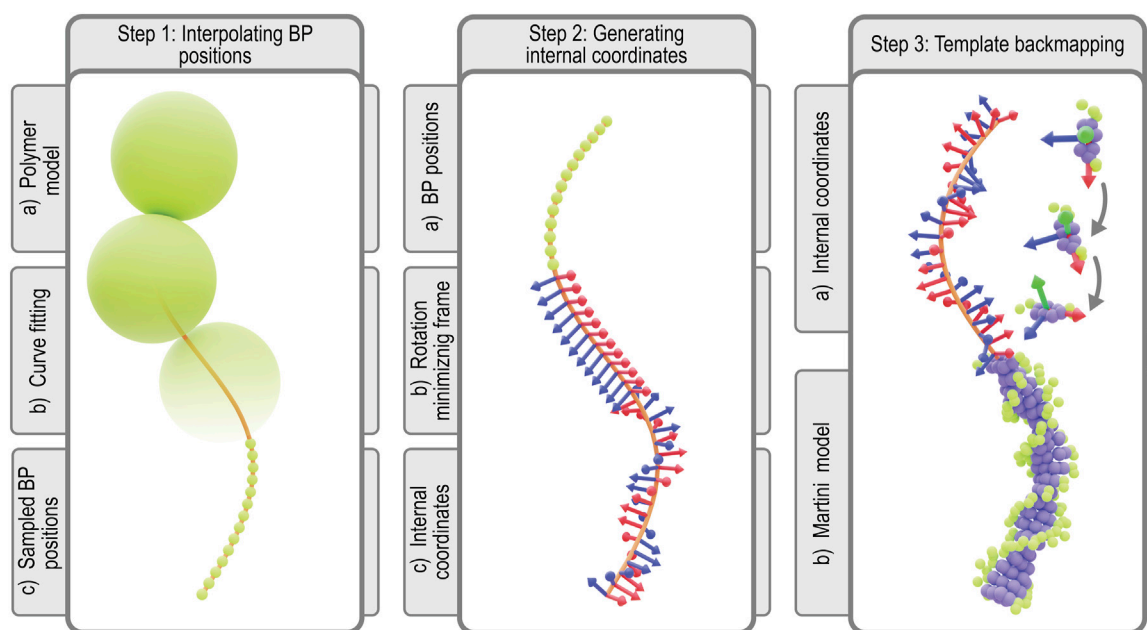 Step 1: Interpolating BP
positions
a) Polymer
model
b) Curve fitting
c) Sampled BP
positions
Step 2: Generating
internal coordinates
a) BP positions
b) Rotation
minimiznig frame
c) Internal
coordinates
Step 3: Template backmapping
a) Internal coordinates
b) Martini model